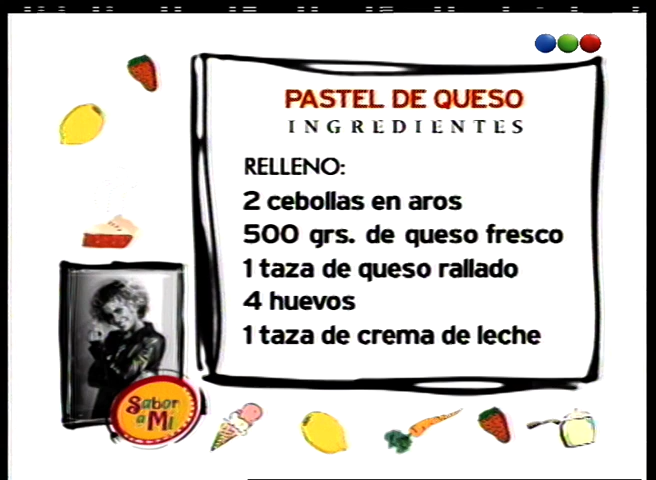 PASTEL DE QUESO
INGREDIENTES
RELLENO:
2 cebollas en aros
500 grs. de queso fresco
1 taza de queso rallado
4 huevos
1 taza de crema de leche
Sabor
a Mí